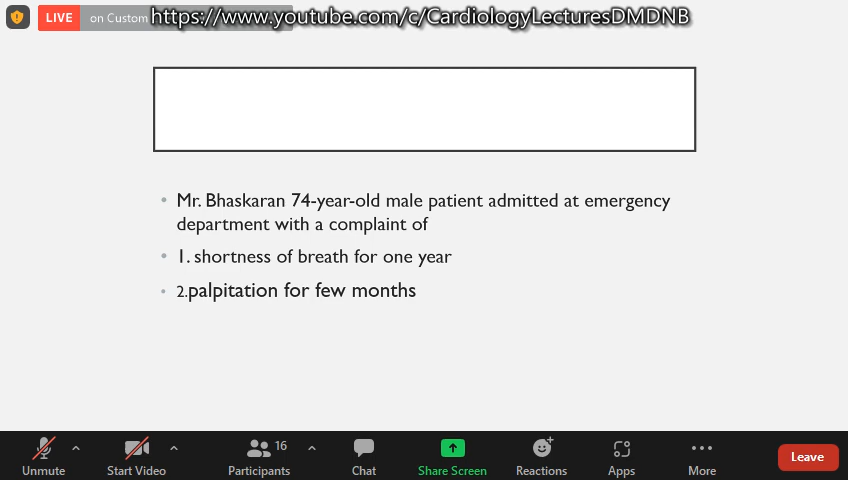 LIVE on Custom https://www.youtube.com/c/CardiologyLecturesDMDNB
Mr. Bhaskaran 74-year-old male patient admitted at emergency
department with a complaint of
1. shortness of breath for one year
2.palpitation for few months
16
Unmute Start Video Participants Chat Share Screen Reactions Apps More Leave